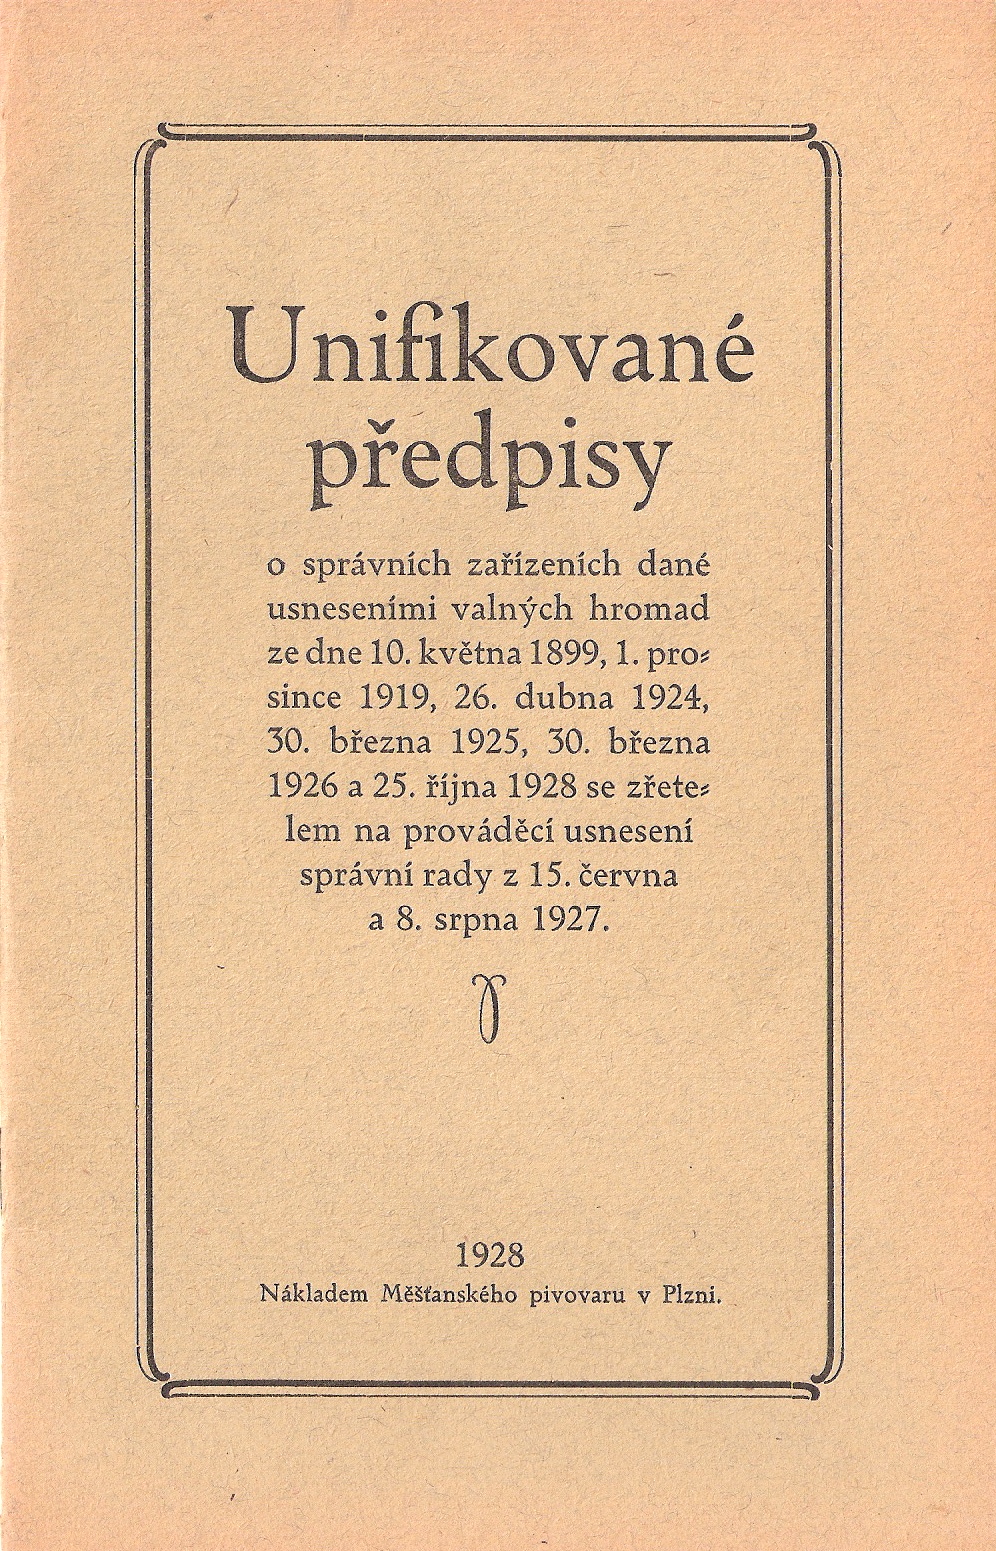 Unifikované
předpisy
o správních zařízeních dané
usneseními valných hromad
ze dne 10. května 1899, 1. pro⸗
since 1919, 26. dubna 1924,
30. března 1925, 30. března
1926 a 25. října 1928 se zřete⸗
lem na prováděcí usnesení
správní rady z 15. června
a 8. srpna 1927.
1928
Nákladem Měšťanského pivovaru v Plzni.